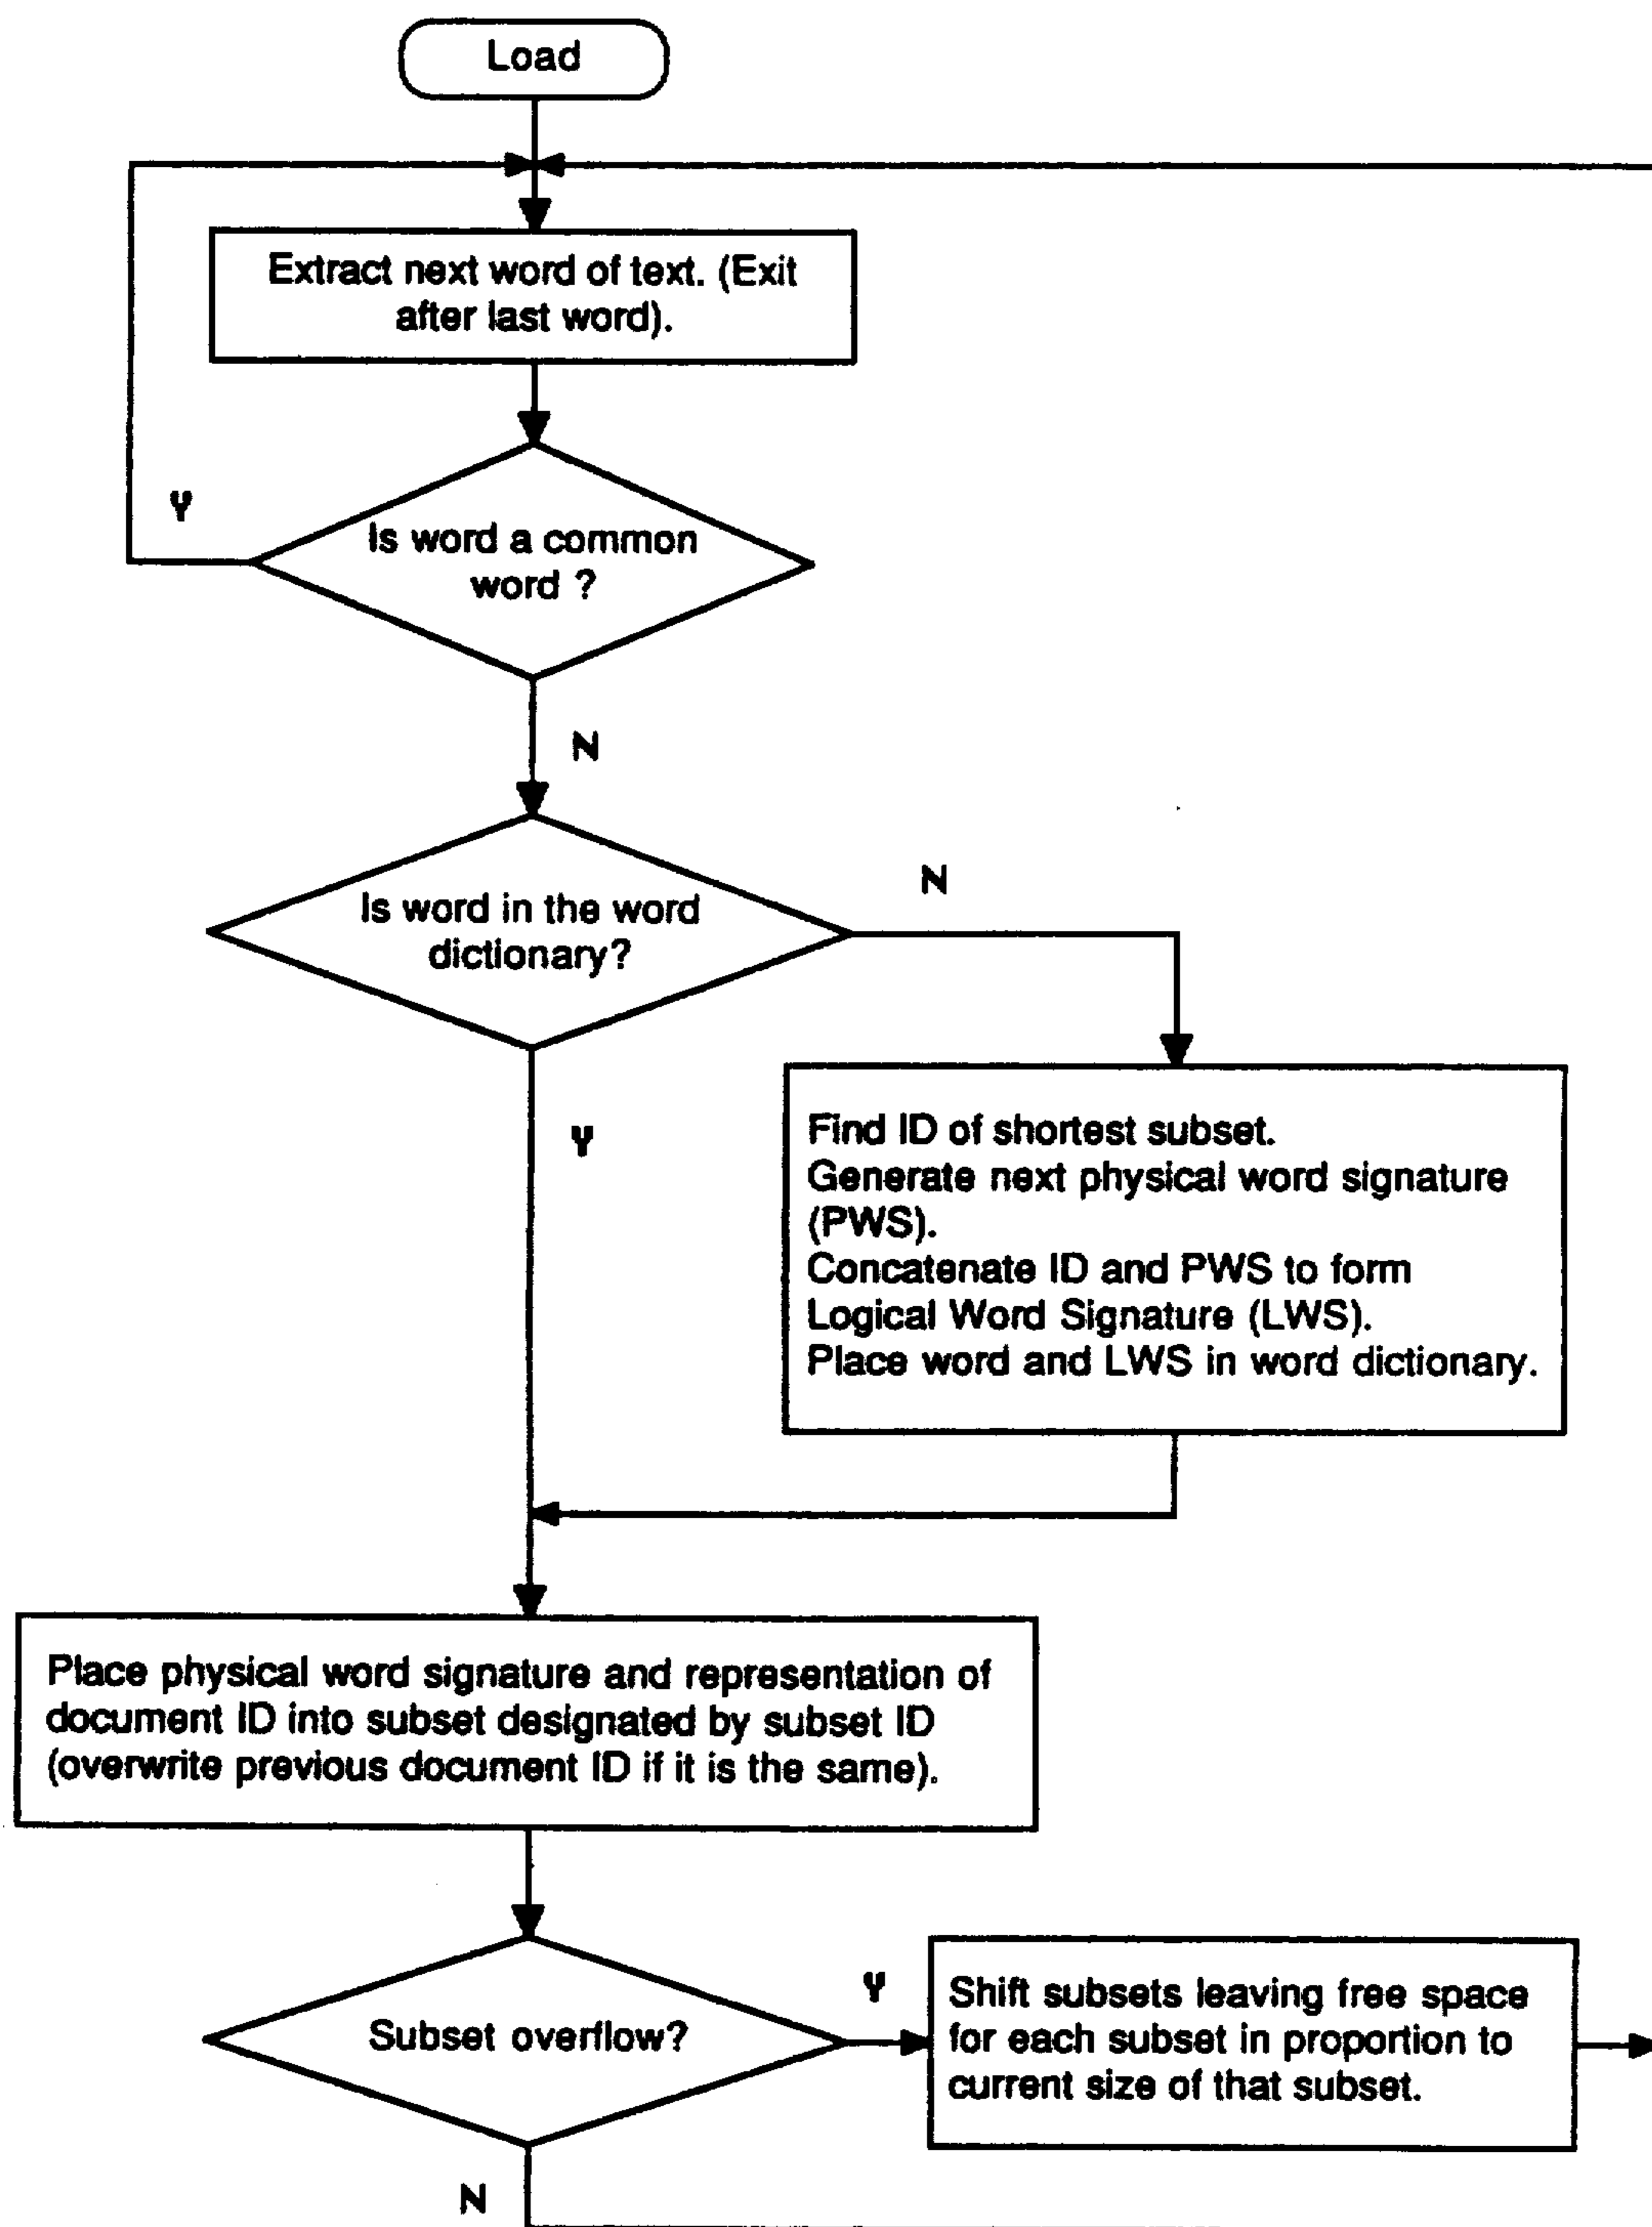 Load
Extract next word of text. (Exit
after last word).
Y
Is word a common
word ?
N
N
Is word in the word
dictionary?
Y
Find ID of shortest subset.
Generate next physical word signature
(PWS).
Concatenate ID and PWS to form
Logical Word Signature (LWS).
Place word and LWS in word dictionary.
Place physical word signature and representation of
document ID into subset designated by subset ID
(overwrite previous document ID if it is the same).
Y
Subset overflow?
Shift subsets leaving free space
for each subset in proportion to
current size of that subset.
N